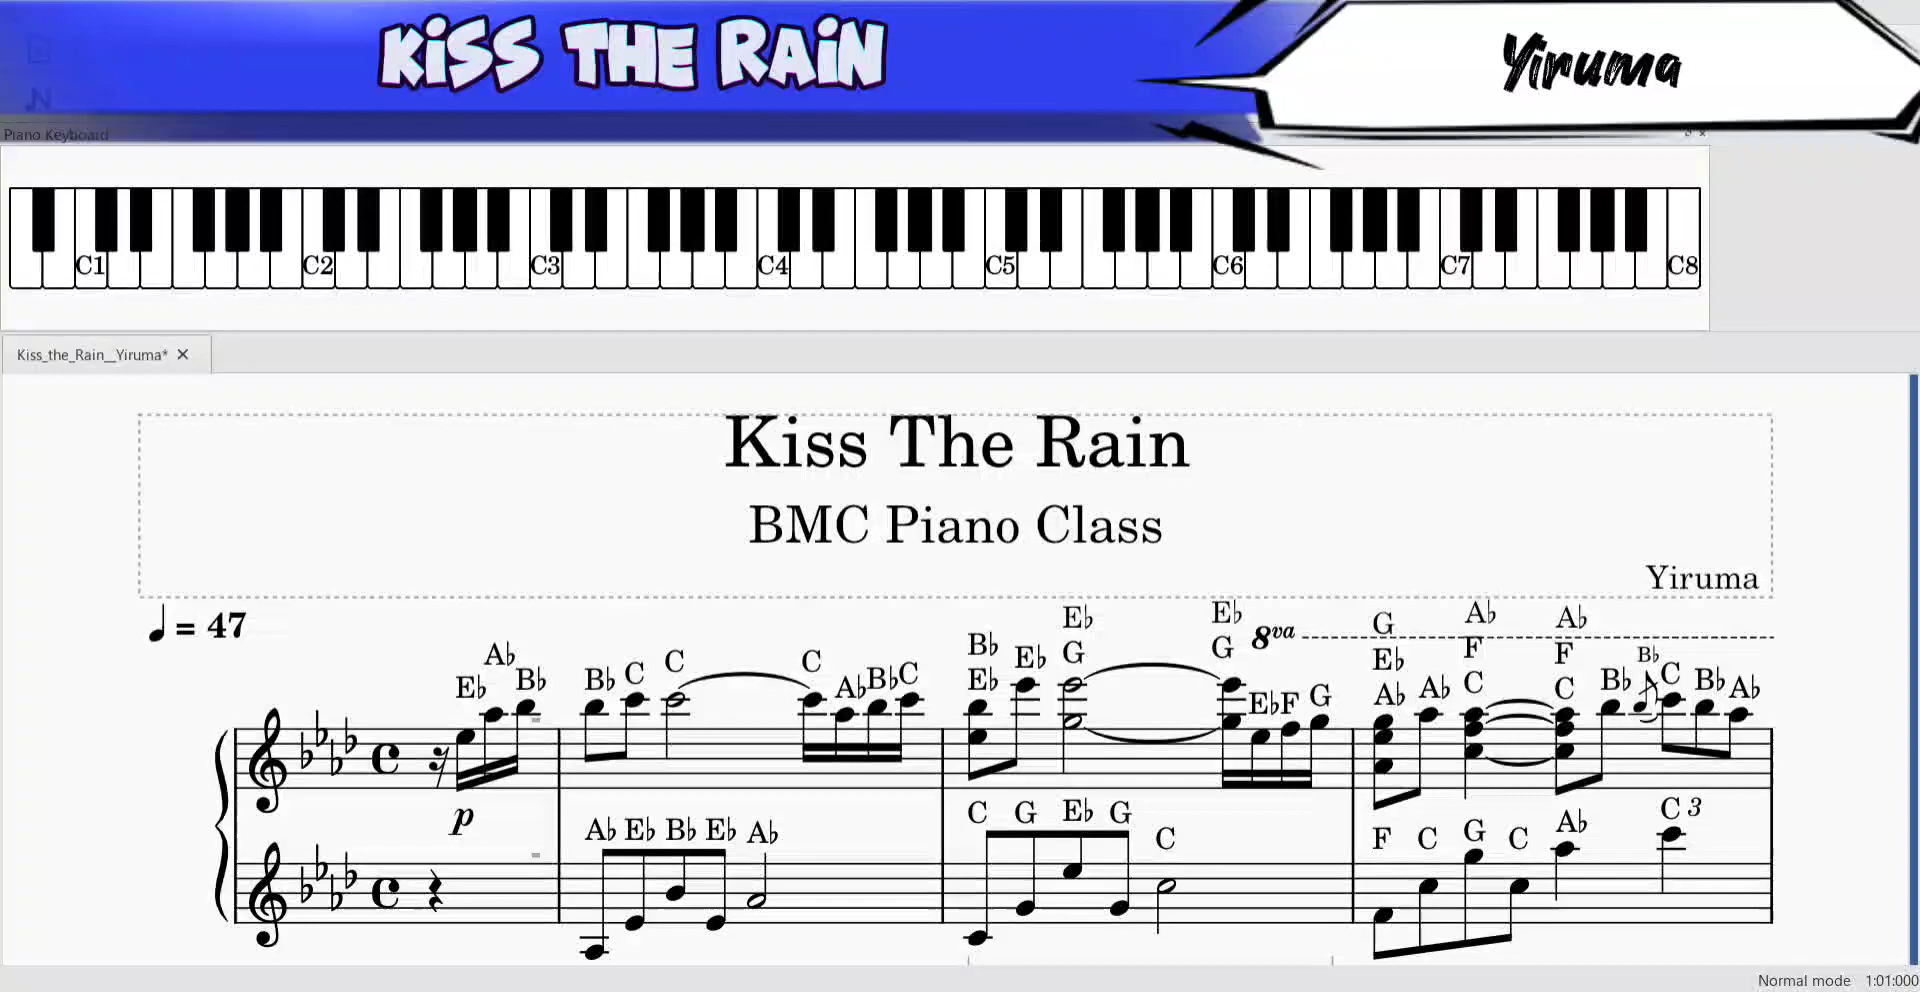 KiSS THE RAiN
Yiruma
Piano Keyboard
C1 C2 C3 C4 C5 C6 C7 C8
Kiss_the_Rain__Yiruma* ✕
Kiss The Rain
BMC Piano Class
Yiruma
♩ = 47
E♭ A♭ B♭ B♭ C C C A♭ B♭ C B♭ E♭ E♭ E♭ G E♭ G 8va E♭ F G G E♭ A♭ A♭ A♭ F C A♭ F C B♭ B♭ C B♭ A♭
p
A♭ E♭ B♭ E♭ A♭ C G E♭ G C F C G C A♭ C 3
Normal mode 1:01:000